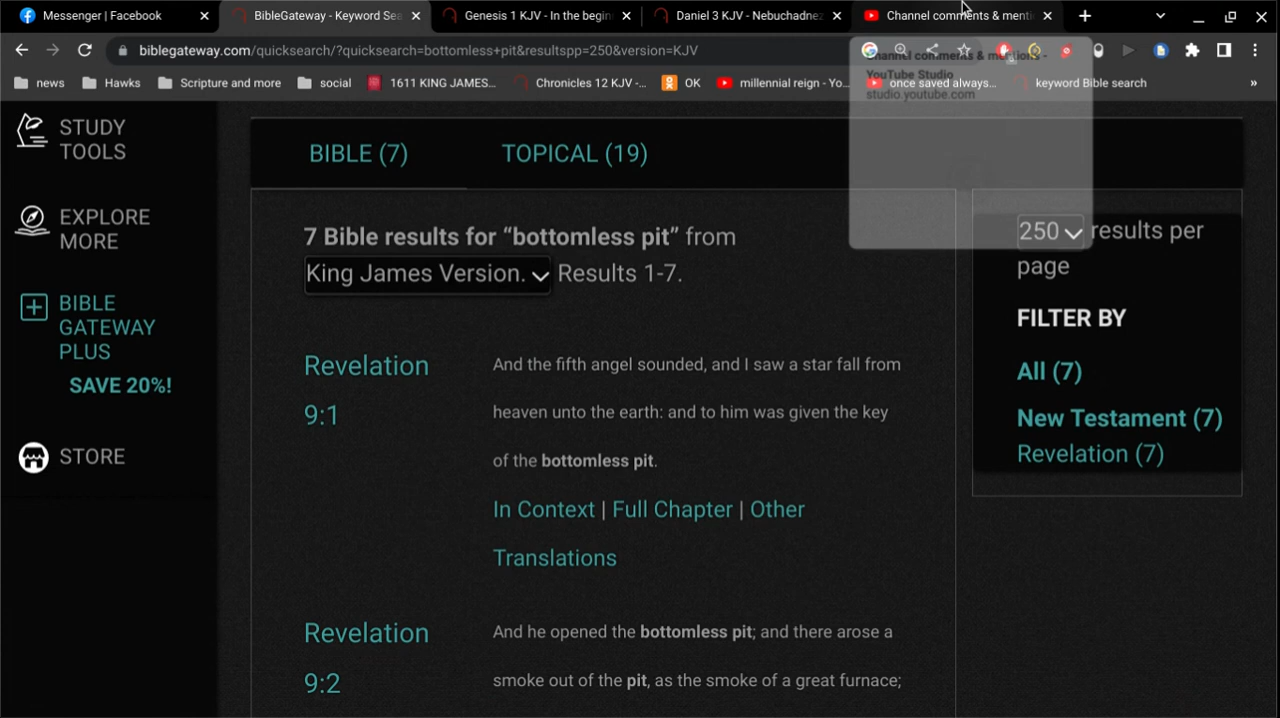 Messenger | Facebook
BibleGateway - Keyword Sea
Genesis 1 KJV - In the beginn
Daniel 3 KJV - Nebuchadnez
Channel comments & menti
biblegateway.com/quicksearch/?quicksearch=bottomless+pit&resultspp=250&version=KJV
Channel comments & mentions -
YouTube Studio
studio.youtube.com
news
Hawks
Scripture and more
social
1611 KING JAMES...
Chronicles 12 KJV -...
OK
millennial reign - Yo...
once saved always...
keyword Bible search
»
STUDY
TOOLS
EXPLORE
MORE
BIBLE
GATEWAY
PLUS
SAVE 20%!
STORE
BIBLE (7)
TOPICAL (19)
7 Bible results for “bottomless pit” from
King James Version. Results 1-7.
Revelation
9:1
And the fifth angel sounded, and I saw a star fall from
heaven unto the earth: and to him was given the key
of the bottomless pit.
In Context | Full Chapter | Other
Translations
Revelation
9:2
And he opened the bottomless pit; and there arose a
smoke out of the pit, as the smoke of a great furnace;
250 results per
page
FILTER BY
All (7)
New Testament (7)
Revelation (7)